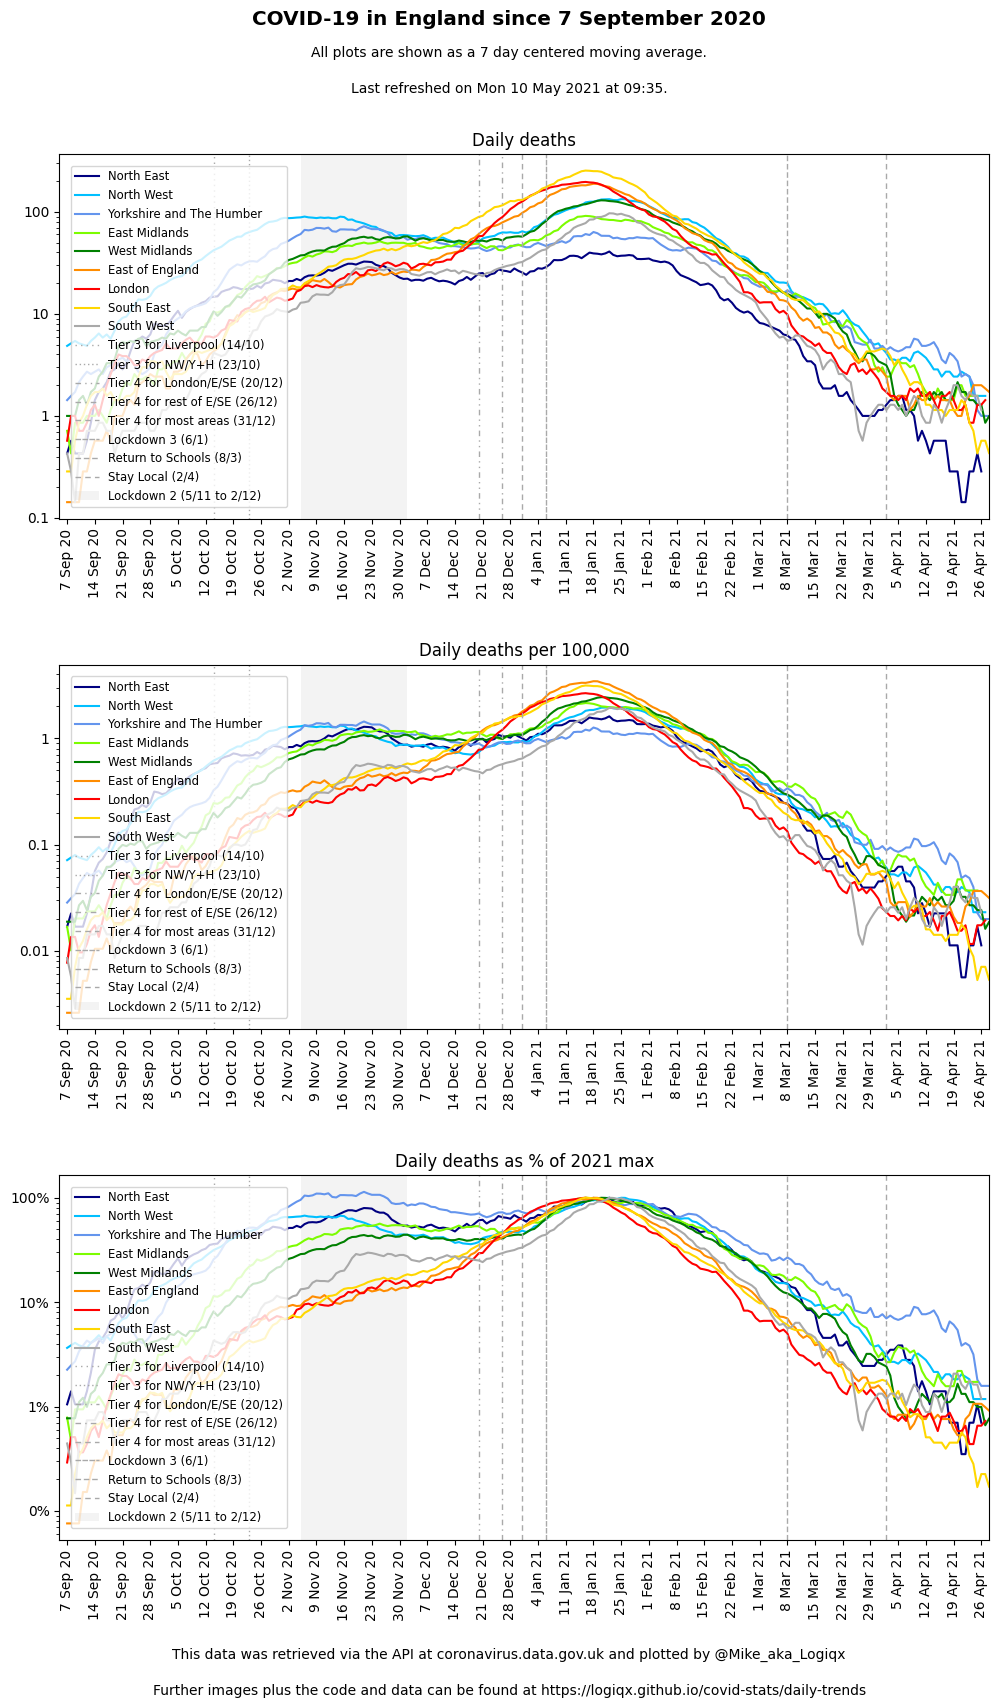 COVID-19 in England since 7 September 2020
All plots are shown as a 7 day centered moving average.
Last refreshed on Mon 10 May 2021 at 09:35.
Daily deaths
100
10
1
0.1
North East
North West
Yorkshire and The Humber
East Midlands
West Midlands
East of England
London
South East
South West
Tier 3 for Liverpool (14/10)
Tier 3 for NW/Y+H (23/10)
Tier 4 for London/E/SE (20/12)
Tier 4 for rest of E/SE (26/12)
Tier 4 for most areas (31/12)
Lockdown 3 (6/1)
Return to Schools (8/3)
Stay Local (2/4)
Lockdown 2 (5/11 to 2/12)
7 Sep 20
14 Sep 20
21 Sep 20
28 Sep 20
5 Oct 20
12 Oct 20
19 Oct 20
26 Oct 20
2 Nov 20
9 Nov 20
16 Nov 20
23 Nov 20
30 Nov 20
7 Dec 20
14 Dec 20
21 Dec 20
28 Dec 20
4 Jan 21
11 Jan 21
18 Jan 21
25 Jan 21
1 Feb 21
8 Feb 21
15 Feb 21
22 Feb 21
1 Mar 21
8 Mar 21
15 Mar 21
22 Mar 21
29 Mar 21
5 Apr 21
12 Apr 21
19 Apr 21
26 Apr 21
Daily deaths per 100,000
1
0.1
0.01
North East
North West
Yorkshire and The Humber
East Midlands
West Midlands
East of England
London
South East
South West
Tier 3 for Liverpool (14/10)
Tier 3 for NW/Y+H (23/10)
Tier 4 for London/E/SE (20/12)
Tier 4 for rest of E/SE (26/12)
Tier 4 for most areas (31/12)
Lockdown 3 (6/1)
Return to Schools (8/3)
Stay Local (2/4)
Lockdown 2 (5/11 to 2/12)
7 Sep 20
14 Sep 20
21 Sep 20
28 Sep 20
5 Oct 20
12 Oct 20
19 Oct 20
26 Oct 20
2 Nov 20
9 Nov 20
16 Nov 20
23 Nov 20
30 Nov 20
7 Dec 20
14 Dec 20
21 Dec 20
28 Dec 20
4 Jan 21
11 Jan 21
18 Jan 21
25 Jan 21
1 Feb 21
8 Feb 21
15 Feb 21
22 Feb 21
1 Mar 21
8 Mar 21
15 Mar 21
22 Mar 21
29 Mar 21
5 Apr 21
12 Apr 21
19 Apr 21
26 Apr 21
Daily deaths as % of 2021 max
100%
10%
1%
0%
North East
North West
Yorkshire and The Humber
East Midlands
West Midlands
East of England
London
South East
South West
Tier 3 for Liverpool (14/10)
Tier 3 for NW/Y+H (23/10)
Tier 4 for London/E/SE (20/12)
Tier 4 for rest of E/SE (26/12)
Tier 4 for most areas (31/12)
Lockdown 3 (6/1)
Return to Schools (8/3)
Stay Local (2/4)
Lockdown 2 (5/11 to 2/12)
7 Sep 20
14 Sep 20
21 Sep 20
28 Sep 20
5 Oct 20
12 Oct 20
19 Oct 20
26 Oct 20
2 Nov 20
9 Nov 20
16 Nov 20
23 Nov 20
30 Nov 20
7 Dec 20
14 Dec 20
21 Dec 20
28 Dec 20
4 Jan 21
11 Jan 21
18 Jan 21
25 Jan 21
1 Feb 21
8 Feb 21
15 Feb 21
22 Feb 21
1 Mar 21
8 Mar 21
15 Mar 21
22 Mar 21
29 Mar 21
5 Apr 21
12 Apr 21
19 Apr 21
26 Apr 21
This data was retrieved via the API at coronavirus.data.gov.uk and plotted by @Mike_aka_Logiqx
Further images plus the code and data can be found at https://logiqx.github.io/covid-stats/daily-trends